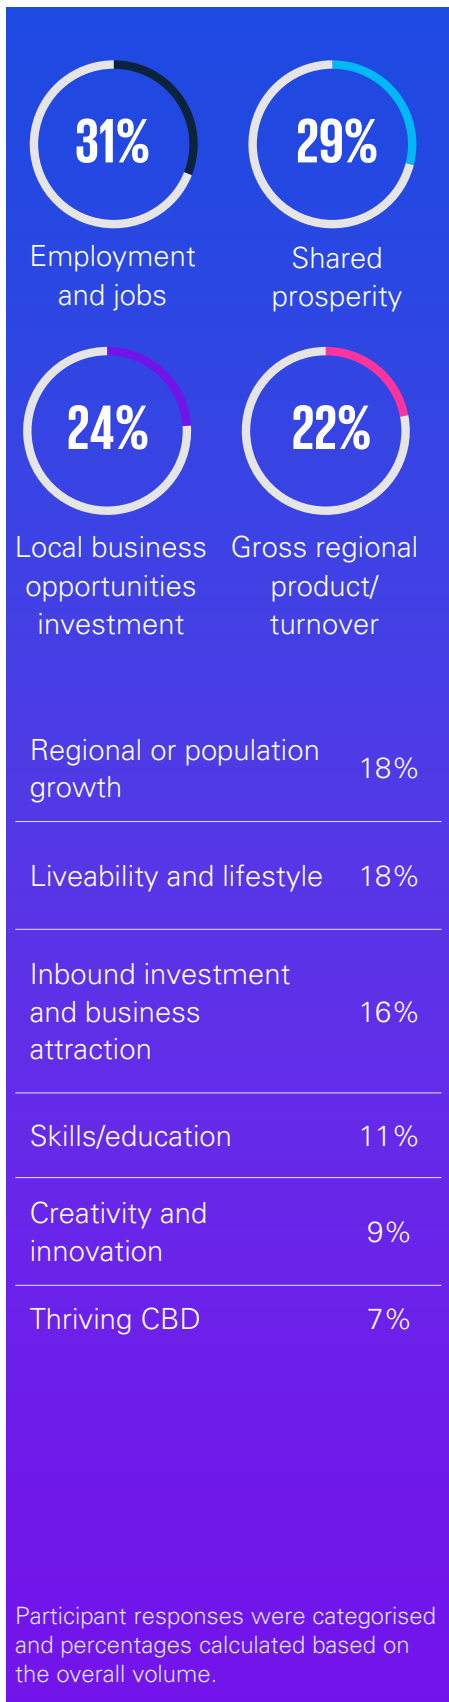 31%
Employment
and jobs
29%
Shared
prosperity
24%
Local business
opportunities
investment
22%
Gross regional
product/
turnover
Regional or population
growth
18%
Liveability and lifestyle 18%
Inbound investment
and business
attraction
16%
Skills/education 11%
Creativity and
innovation
9%
Thriving CBD 7%
Participant responses were categorised
and percentages calculated based on
the overall volume.